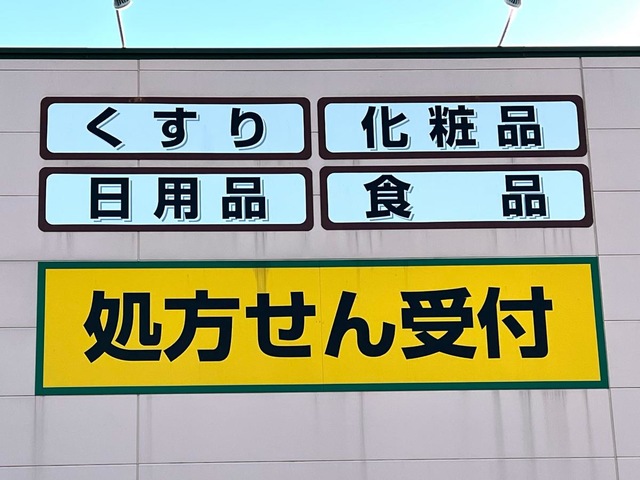 くすり
化粧品
日用品
食品
処方せん受付